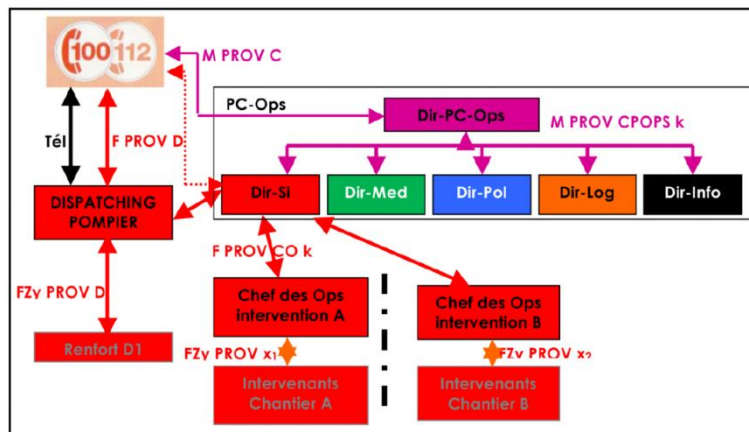 100 112
M PROV C
PC-Ops
Dir-PC-Ops
M PROV CPOPS k
Tél
F PROV D
DISPATCHING
POMPIER
Dir-Si
Dir-Med
Dir-Pol
Dir-Log
Dir-Info
F PROV CO k
FZy PROV D
Chef des Ops
intervention A
Chef des Ops
intervention B
Renfort D1
FZy PROV x1
FZy PROV x2
Intervenants
Chantier A
Intervenants
Chantier B